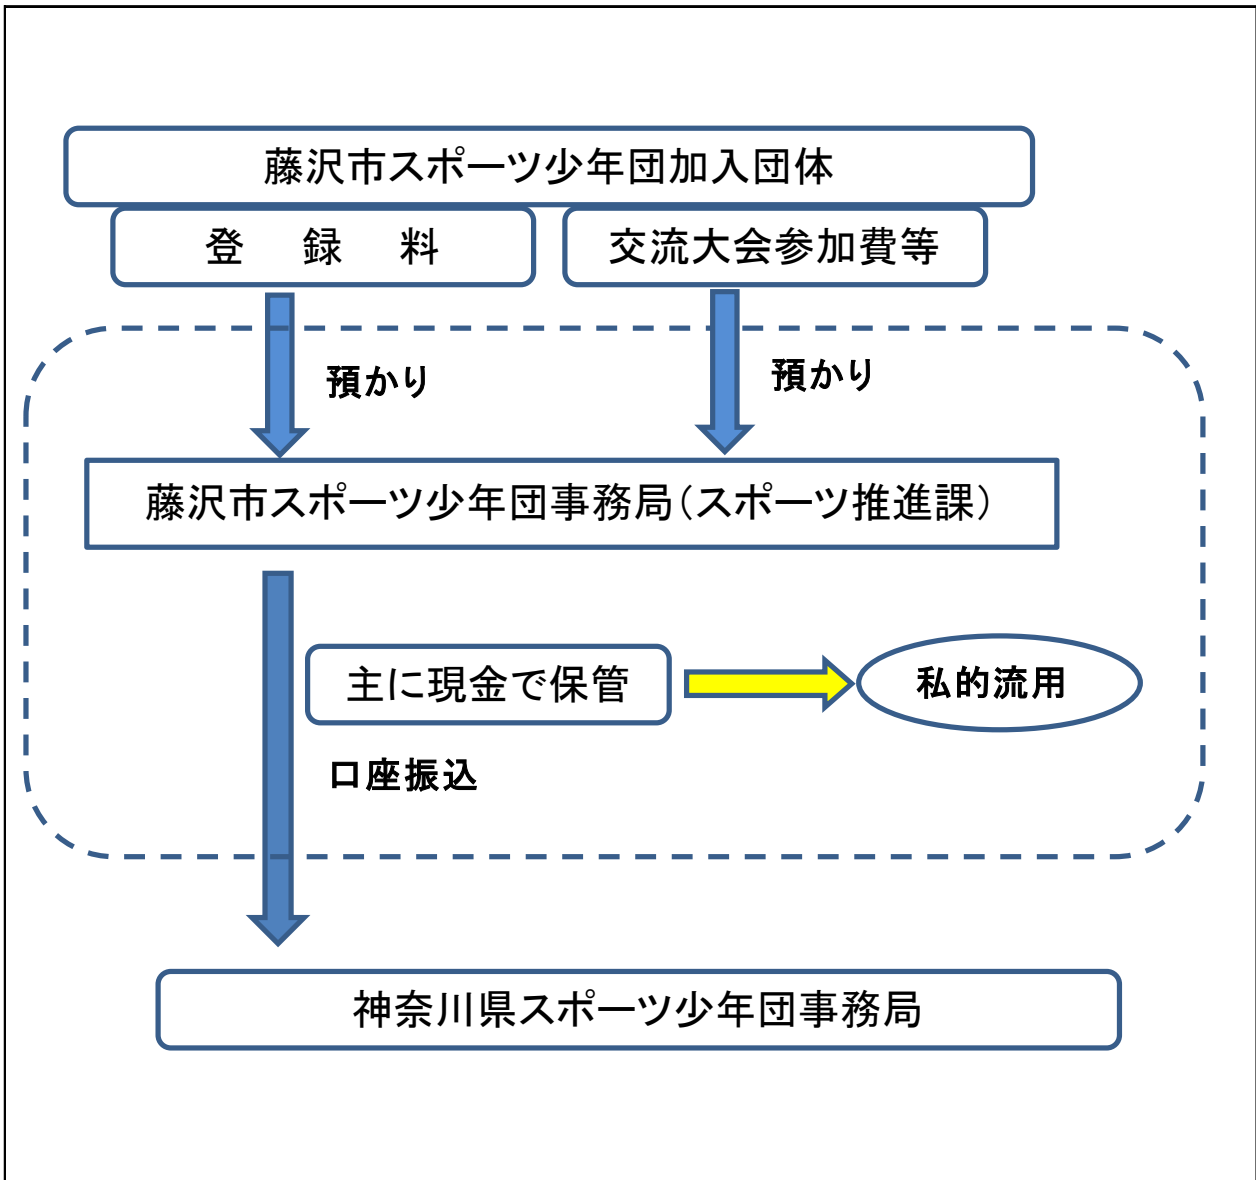 藤沢市スポーツ少年団加入団体
登　録　料
交流大会参加費等
預かり
預かり
藤沢市スポーツ少年団事務局（スポーツ推進課）
主に現金で保管
私的流用
口座振込
神奈川県スポーツ少年団事務局